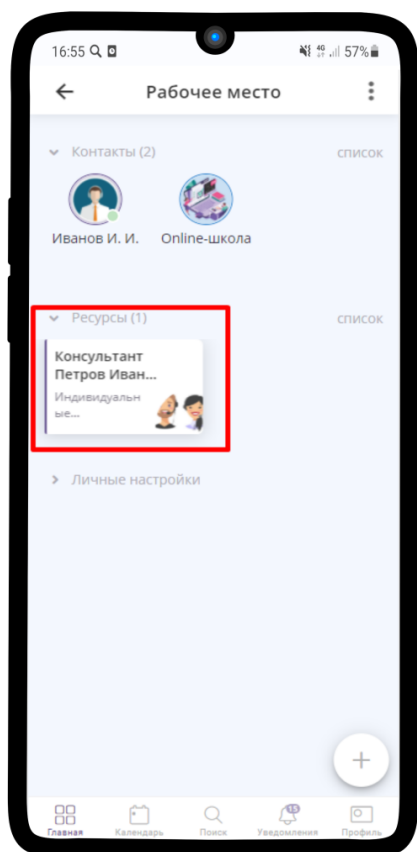 16:55 57%
Рабочее место
Контакты (2) список
Иванов И. И. Online-школа
Ресурсы (1) список
Консультант
Петров Иван...
Индивидуальн
ые...
Личные настройки
+
15
Главная Календарь Поиск Уведомления Профиль